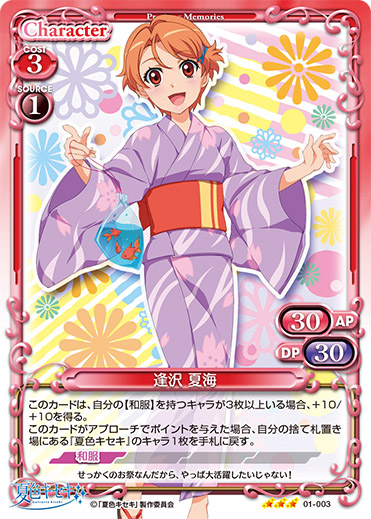 Precious Memories
Character
COST
3
SOURCE
1
30 AP
DP 30
逢沢 夏海
このカードは、自分の【和服】を持つキャラが3枚以上いる場合、+10/
+10を得る。
このカードがアプローチでポイントを与えた場合、自分の捨て札置き
場にある「夏色キセキ」のキャラ1枚を手札に戻す。
和服
せっかくのお祭なんだから、やっぱ大活躍したいじゃない!
夏色キセキ
©「夏色キセキ」製作委員会
01-003